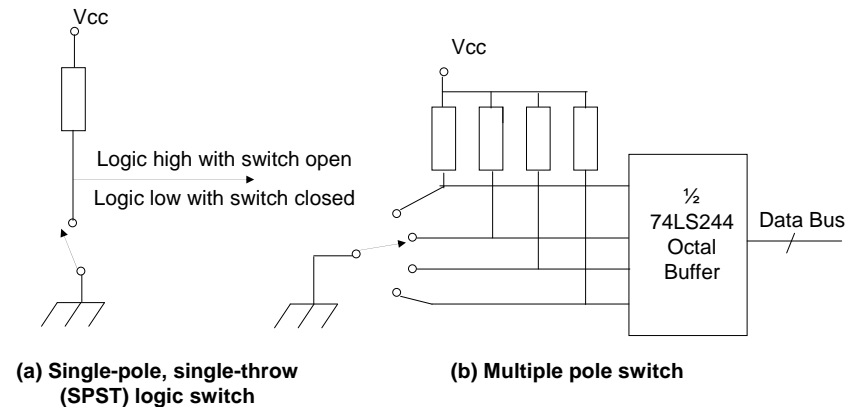 Vcc
Logic high with switch open
Logic low with switch closed
(a) Single-pole, single-throw
(SPST) logic switch
Vcc
½
74LS244
Octal
Buffer
Data Bus
(b) Multiple pole switch